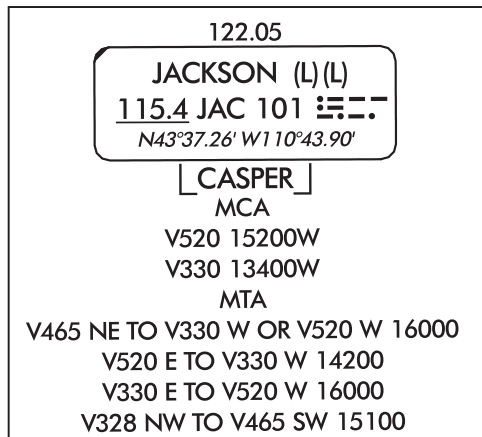 122.05
JACKSON (L)(L)
115.4 JAC 101
N43°37.26' W110°43.90'
CASPER
MCA
V520 15200W
V330 13400W
MTA
V465 NE TO V330 W OR V520 W 16000
V520 E TO V330 W 14200
V330 E TO V520 W 16000
V328 NW TO V465 SW 15100